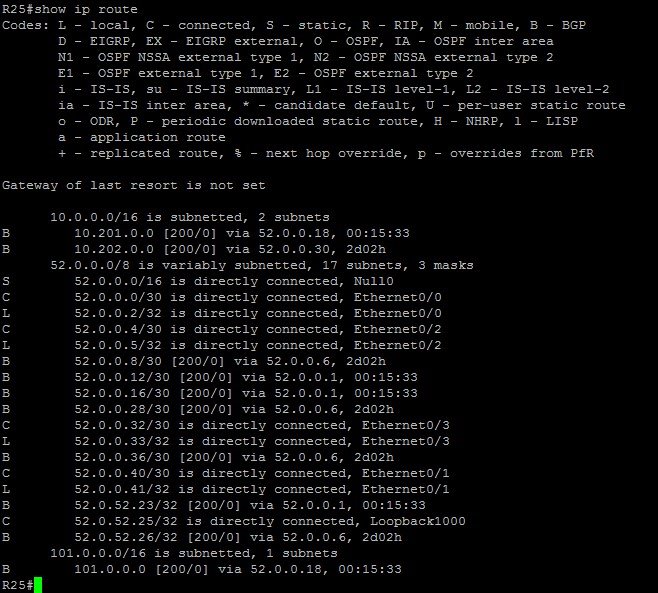 R25#show ip route
Codes: L - local, C - connected, S - static, R - RIP, M - mobile, B - BGP
       D - EIGRP, EX - EIGRP external, O - OSPF, IA - OSPF inter area
       N1 - OSPF NSSA external type 1, N2 - OSPF NSSA external type 2
       E1 - OSPF external type 1, E2 - OSPF external type 2
       i - IS-IS, su - IS-IS summary, L1 - IS-IS level-1, L2 - IS-IS level-2
       ia - IS-IS inter area, * - candidate default, U - per-user static route
       o - ODR, P - periodic downloaded static route, H - NHRP, l - LISP
       a - application route
       + - replicated route, % - next hop override, p - overrides from PfR

Gateway of last resort is not set

      10.0.0.0/16 is subnetted, 2 subnets
B        10.201.0.0 [200/0] via 52.0.0.18, 00:15:33
B        10.202.0.0 [200/0] via 52.0.0.30, 2d02h
      52.0.0.0/8 is variably subnetted, 17 subnets, 3 masks
S        52.0.0.0/16 is directly connected, Null0
C        52.0.0.0/30 is directly connected, Ethernet0/0
L        52.0.0.2/32 is directly connected, Ethernet0/0
C        52.0.0.4/30 is directly connected, Ethernet0/2
L        52.0.0.5/32 is directly connected, Ethernet0/2
B        52.0.0.8/30 [200/0] via 52.0.0.6, 2d02h
B        52.0.0.12/30 [200/0] via 52.0.0.1, 00:15:33
B        52.0.0.16/30 [200/0] via 52.0.0.1, 00:15:33
B        52.0.0.28/30 [200/0] via 52.0.0.6, 2d02h
C        52.0.0.32/30 is directly connected, Ethernet0/3
L        52.0.0.33/32 is directly connected, Ethernet0/3
B        52.0.0.36/30 [200/0] via 52.0.0.6, 2d02h
C        52.0.0.40/30 is directly connected, Ethernet0/1
L        52.0.0.41/32 is directly connected, Ethernet0/1
B        52.0.52.23/32 [200/0] via 52.0.0.1, 00:15:33
C        52.0.52.25/32 is directly connected, Loopback1000
B        52.0.52.26/32 [200/0] via 52.0.0.6, 2d02h
      101.0.0.0/16 is subnetted, 1 subnets
B        101.0.0.0 [200/0] via 52.0.0.18, 00:15:33
R25#